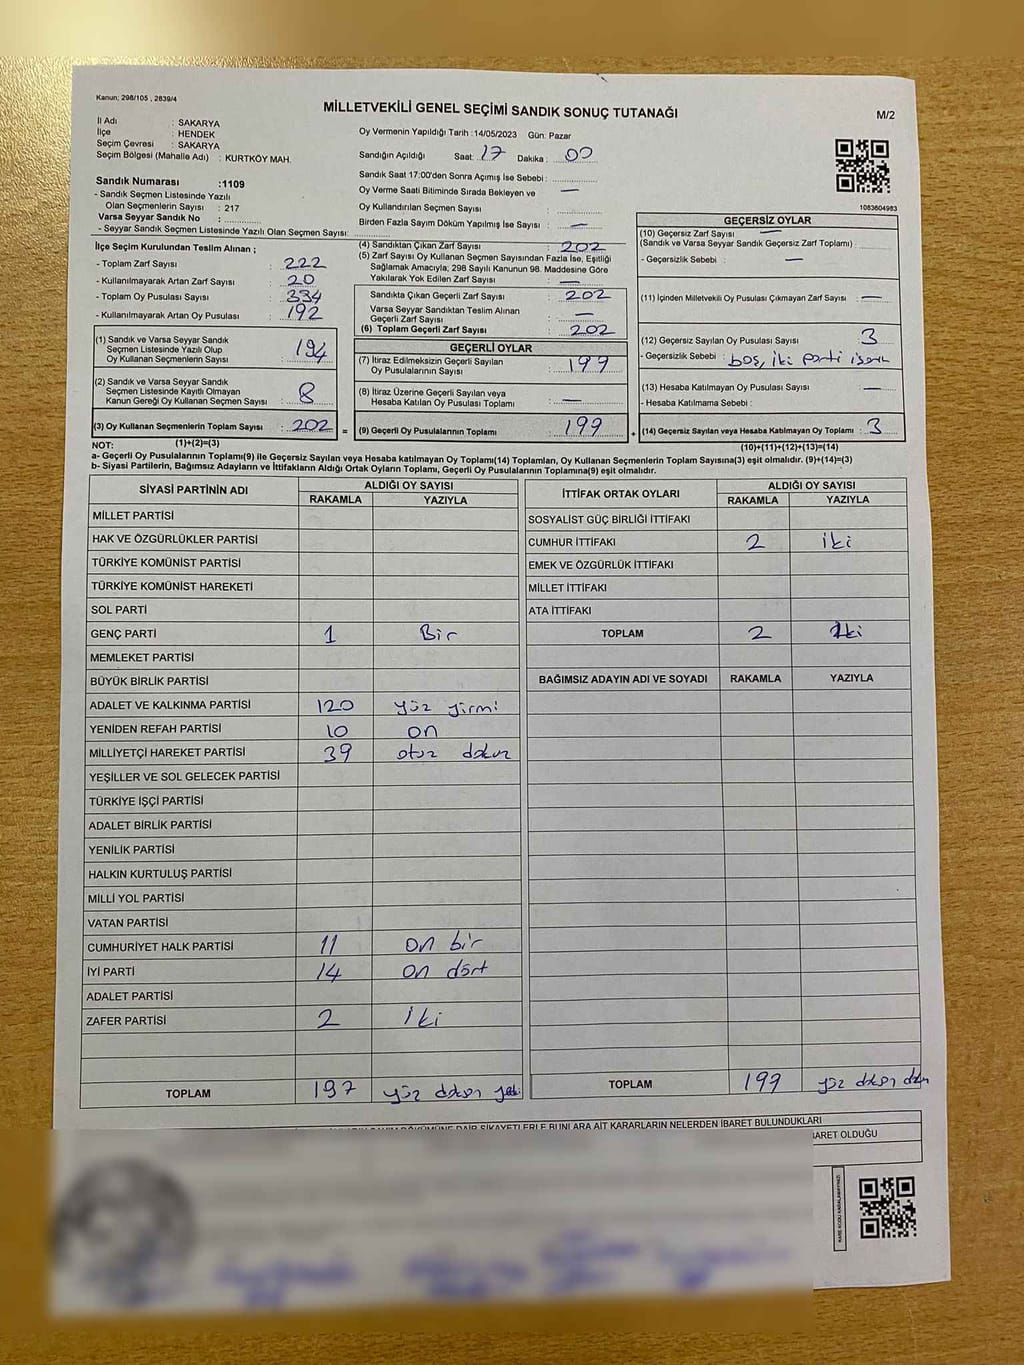 Kanun; 298/105 , 2839/4
MİLLETVEKİLİ GENEL SEÇİMİ SANDIK SONUÇ TUTANAĞI
M/2
İl Adı : SAKARYA
İlçe : HENDEK
Seçim Çevresi : SAKARYA
Seçim Bölgesi (Mahalle Adı) : KURTKÖY MAH.
Oy Vermenin Yapıldığı Tarih :14/05/2023 Gün: Pazar
Sandığın Açıldığı Saat: 17 Dakika : 00
Sandık Saat 17:00'den Sonra Açımış İse Sebebi :
Oy Verme Saati Bitiminde Sırada Bekleyen ve —
Oy Kullandırılan Seçmen Sayısı
Birden Fazla Sayım Döküm Yapılmış İse Sayısı : —
1083604983
Sandık Numarası :1109
- Sandık Seçmen Listesinde Yazılı
Olan Seçmenlerin Sayısı : 217
Varsa Seyyar Sandık No :
- Seyyar Sandık Seçmen Listesinde Yazılı Olan Seçmen Sayısı:
İlçe Seçim Kurulundan Teslim Alınan ;
- Toplam Zarf Sayısı : 222
- Kullanılmayarak Artan Zarf Sayısı : 20
- Toplam Oy Pusulası Sayısı : 334
- Kullanılmayarak Artan Oy Pusulası : 192
(1) Sandık ve Varsa Seyyar Sandık
Seçmen Listesinde Yazılı Olup
Oy Kullanan Seçmenlerin Sayısı : 194
(2) Sandık ve Varsa Seyyar Sandık
Seçmen Listesinde Kayıtlı Olmayan
Kanun Gereği Oy Kullanan Seçmen Sayısı : 8
(3) Oy Kullanan Seçmenlerin Toplam Sayısı : 202 =
(4) Sandıktan Çıkan Zarf Sayısı : 202
(5) Zarf Sayısı Oy Kullanan Seçmen Sayısından Fazla İse, Eşitliği
Sağlamak Amacıyla; 298 Sayılı Kanunun 98. Maddesine Göre
Yakılarak Yok Edilen Zarf Sayısı : —
Sandıkta Çıkan Geçerli Zarf Sayısı : 202
Varsa Seyyar Sandıktan Teslim Alınan
Geçerli Zarf Sayısı : —
(6) Toplam Geçerli Zarf Sayısı : 202
GEÇERLİ OYLAR
(7) İtiraz Edilmeksizin Geçerli Sayılan
Oy Pusulalarının Sayısı : 199
(8) İtiraz Üzerine Geçerli Sayılan veya
Hesaba Katılan Oy Pusulası Toplamı : —
(9) Geçerli Oy Pusulalarının Toplamı : 199 +
GEÇERSİZ OYLAR
(10) Geçersiz Zarf Sayısı —
(Sandık ve Varsa Seyyar Sandık Geçersiz Zarf Toplamı) :
- Geçersizlik Sebebi : —
(11) İçinden Milletvekili Oy Pusulası Çıkmayan Zarf Sayısı : —
(12) Geçersiz Sayılan Oy Pusulası Sayısı : 3
- Geçersizlik Sebebi : boş, iki parti
(13) Hesaba Katılmayan Oy Pusulası Sayısı : —
- Hesaba Katılmama Sebebi :
(14) Geçersiz Sayılan veya Hesaba Katılmayan Oy Toplamı : 3
NOT: (1)+(2)=(3)
(10)+(11)+(12)+(13)=(14)
a- Geçerli Oy Pusulalarının Toplamı(9) ile Geçersiz Sayılan veya Hesaba Katılmayan Oy Toplamı(14) Toplamları, Oy Kullanan Seçmenlerin Toplam Sayısına(3) eşit olmalıdır. (9)+(14)=(3)
b- Siyasi Partilerin, Bağımsız Adayların ve İttifakların Aldığı Ortak Oyların Toplamı, Geçerli Oy Pusulalarının Toplamına(9) eşit olmalıdır.
SİYASİ PARTİNİN ADI
ALDIĞI OY SAYISI
RAKAMLA YAZIYLA
MİLLET PARTİSİ
HAK VE ÖZGÜRLÜKLER PARTİSİ
TÜRKİYE KOMÜNİST PARTİSİ
TÜRKİYE KOMÜNİST HAREKETİ
SOL PARTİ
GENÇ PARTİ 1 Bir
MEMLEKET PARTİSİ
BÜYÜK BİRLİK PARTİSİ
ADALET VE KALKINMA PARTİSİ 120 yüz yirmi
YENİDEN REFAH PARTİSİ 10 on
MİLLİYETÇİ HAREKET PARTİSİ 39 otuz dokuz
YEŞİLLER VE SOL GELECEK PARTİSİ
TÜRKİYE İŞÇİ PARTİSİ
ADALET BİRLİK PARTİSİ
YENİLİK PARTİSİ
HALKIN KURTULUŞ PARTİSİ
MİLLİ YOL PARTİSİ
VATAN PARTİSİ
CUMHURİYET HALK PARTİSİ 11 on bir
İYİ PARTİ 14 on dört
ADALET PARTİSİ
ZAFER PARTİSİ 2 iki
TOPLAM 197 yüz doksan yedi
İTTİFAK ORTAK OYLARI
ALDIĞI OY SAYISI
RAKAMLA YAZIYLA
SOSYALİST GÜÇ BİRLİĞİ İTTİFAKI
CUMHUR İTTİFAKI 2 iki
EMEK VE ÖZGÜRLÜK İTTİFAKI
MİLLET İTTİFAKI
ATA İTTİFAKI
TOPLAM 2 iki
BAĞIMSIZ ADAYIN ADI VE SOYADI RAKAMLA YAZIYLA
TOPLAM 199 yüz doksan dokuz
DÖKÜMÜNE DAİR ŞİKAYETLERLE BUNLARA AİT KARARLARIN NELERDEN İBARET BULUNDUKLARI
BARET OLDUĞU